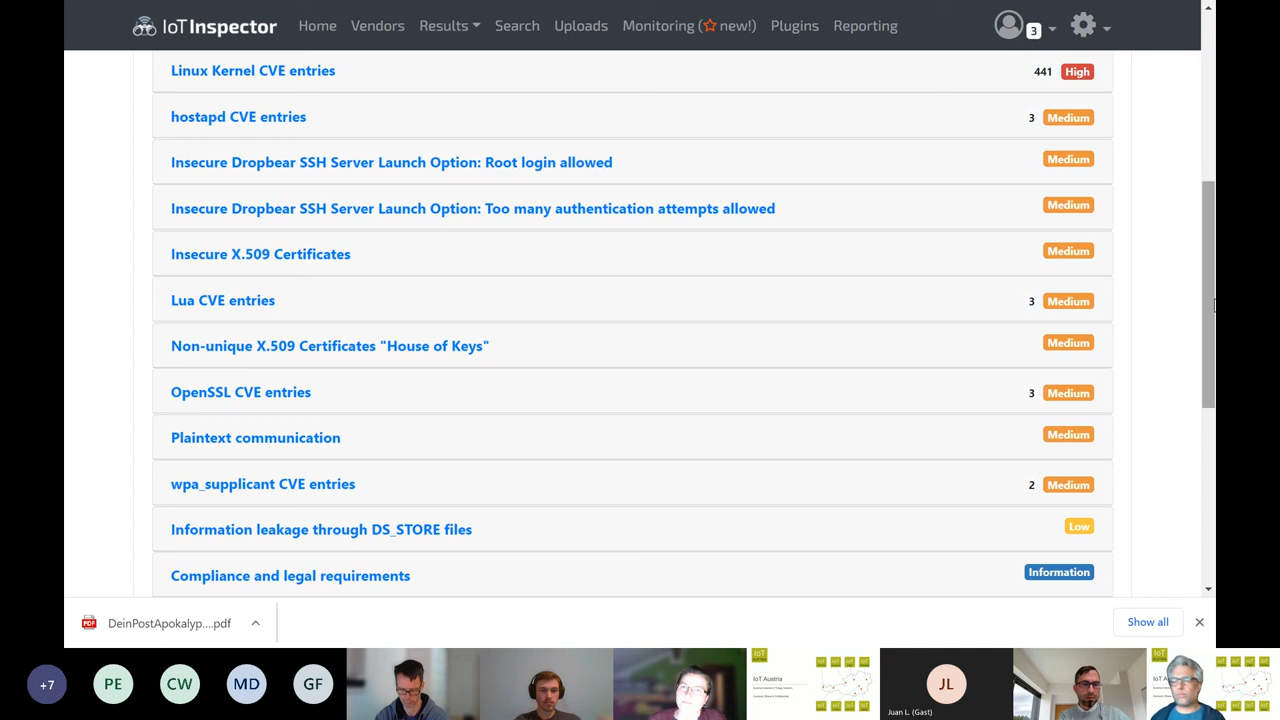 IoT Inspector Home Vendors Results Search Uploads Monitoring (new!) Plugins Reporting 3
Linux Kernel CVE entries 441 High
hostapd CVE entries 3 Medium
Insecure Dropbear SSH Server Launch Option: Root login allowed Medium
Insecure Dropbear SSH Server Launch Option: Too many authentication attempts allowed Medium
Insecure X.509 Certificates Medium
Lua CVE entries 3 Medium
Non-unique X.509 Certificates "House of Keys" Medium
OpenSSL CVE entries 3 Medium
Plaintext communication Medium
wpa_supplicant CVE entries 2 Medium
Information leakage through DS_STORE files Low
Compliance and legal requirements Information
PDF DeinPostApokalyp....pdf Show all
+7 PE CW MD GF IoT IoT Austria JL Juan L. (Gast) IoT